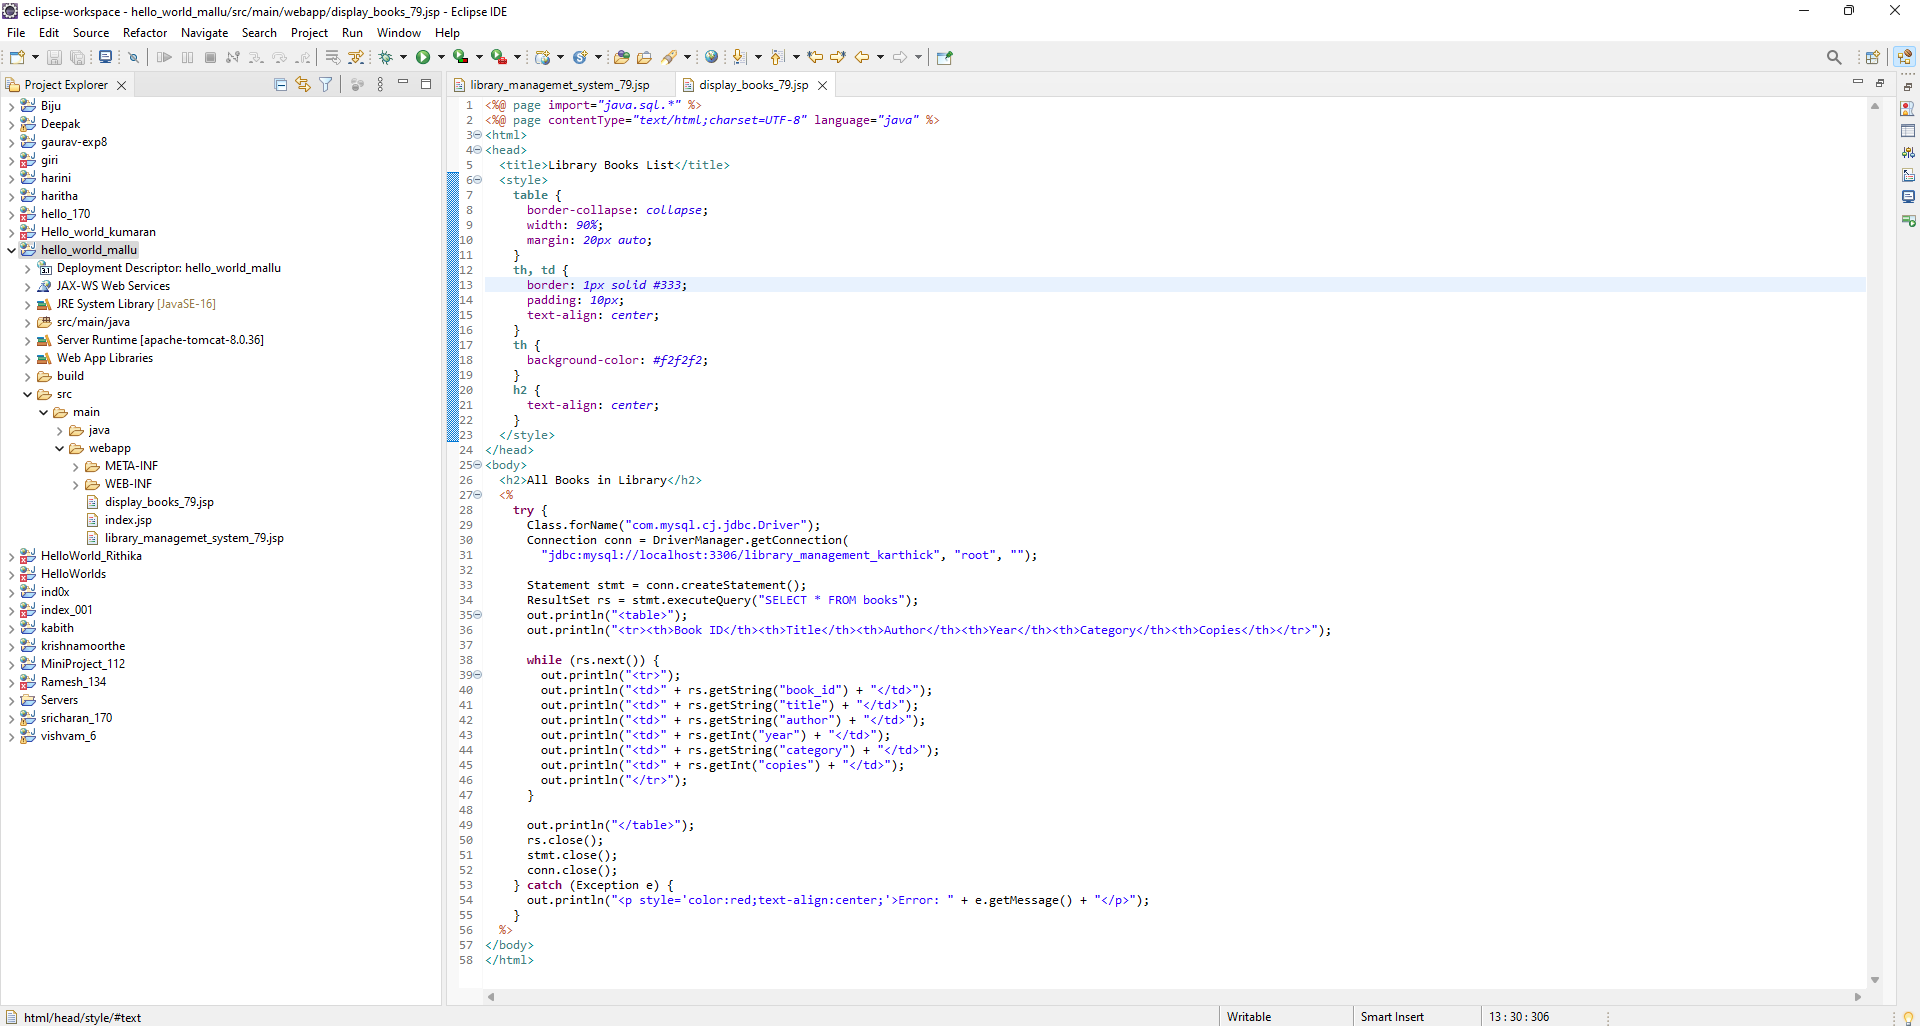 eclipse-workspace - hello_world_mallu/src/main/webapp/display_books_79.jsp - Eclipse IDE
File Edit Source Refactor Navigate Search Project Run Window Help
Project Explorer
Biju
Deepak
gaurav-exp8
giri
harini
haritha
hello_170
Hello_world_kumaran
hello_world_mallu
Deployment Descriptor: hello_world_mallu
JAX-WS Web Services
JRE System Library [JavaSE-16]
src/main/java
Server Runtime [apache-tomcat-8.0.36]
Web App Libraries
build
src
main
java
webapp
META-INF
WEB-INF
display_books_79.jsp
index.jsp
library_managemet_system_79.jsp
HelloWorld_Rithika
HelloWorlds
ind0x
index_001
kabith
krishnamoorthe
MiniProject_112
Ramesh_134
Servers
sricharan_170
vishvam_6
library_managemet_system_79.jsp display_books_79.jsp
1 <%@ page import="java.sql.*" %>
2 <%@ page contentType="text/html;charset=UTF-8" language="java" %>
3 <html>
4 <head>
5 <title>Library Books List</title>
6 <style>
7 table {
8 border-collapse: collapse;
9 width: 90%;
10 margin: 20px auto;
11 }
12 th, td {
13 border: 1px solid #333;
14 padding: 10px;
15 text-align: center;
16 }
17 th {
18 background-color: #f2f2f2;
19 }
20 h2 {
21 text-align: center;
22 }
23 </style>
24 </head>
25 <body>
26 <h2>All Books in Library</h2>
27 <%
28 try {
29 Class.forName("com.mysql.cj.jdbc.Driver");
30 Connection conn = DriverManager.getConnection(
31 "jdbc:mysql://localhost:3306/library_management_karthick", "root", "");
32
33 Statement stmt = conn.createStatement();
34 ResultSet rs = stmt.executeQuery("SELECT * FROM books");
35 out.println("<table>");
36 out.println("<tr><th>Book ID</th><th>Title</th><th>Author</th><th>Year</th><th>Category</th><th>Copies</th></tr>");
37
38 while (rs.next()) {
39 out.println("<tr>");
40 out.println("<td>" + rs.getString("book_id") + "</td>");
41 out.println("<td>" + rs.getString("title") + "</td>");
42 out.println("<td>" + rs.getString("author") + "</td>");
43 out.println("<td>" + rs.getInt("year") + "</td>");
44 out.println("<td>" + rs.getString("category") + "</td>");
45 out.println("<td>" + rs.getInt("copies") + "</td>");
46 out.println("</tr>");
47 }
48
49 out.println("</table>");
50 rs.close();
51 stmt.close();
52 conn.close();
53 } catch (Exception e) {
54 out.println("<p style='color:red;text-align:center;'>Error: " + e.getMessage() + "</p>");
55 }
56 %>
57 </body>
58 </html>
html/head/style/#text Writable Smart Insert 13 : 30 : 306